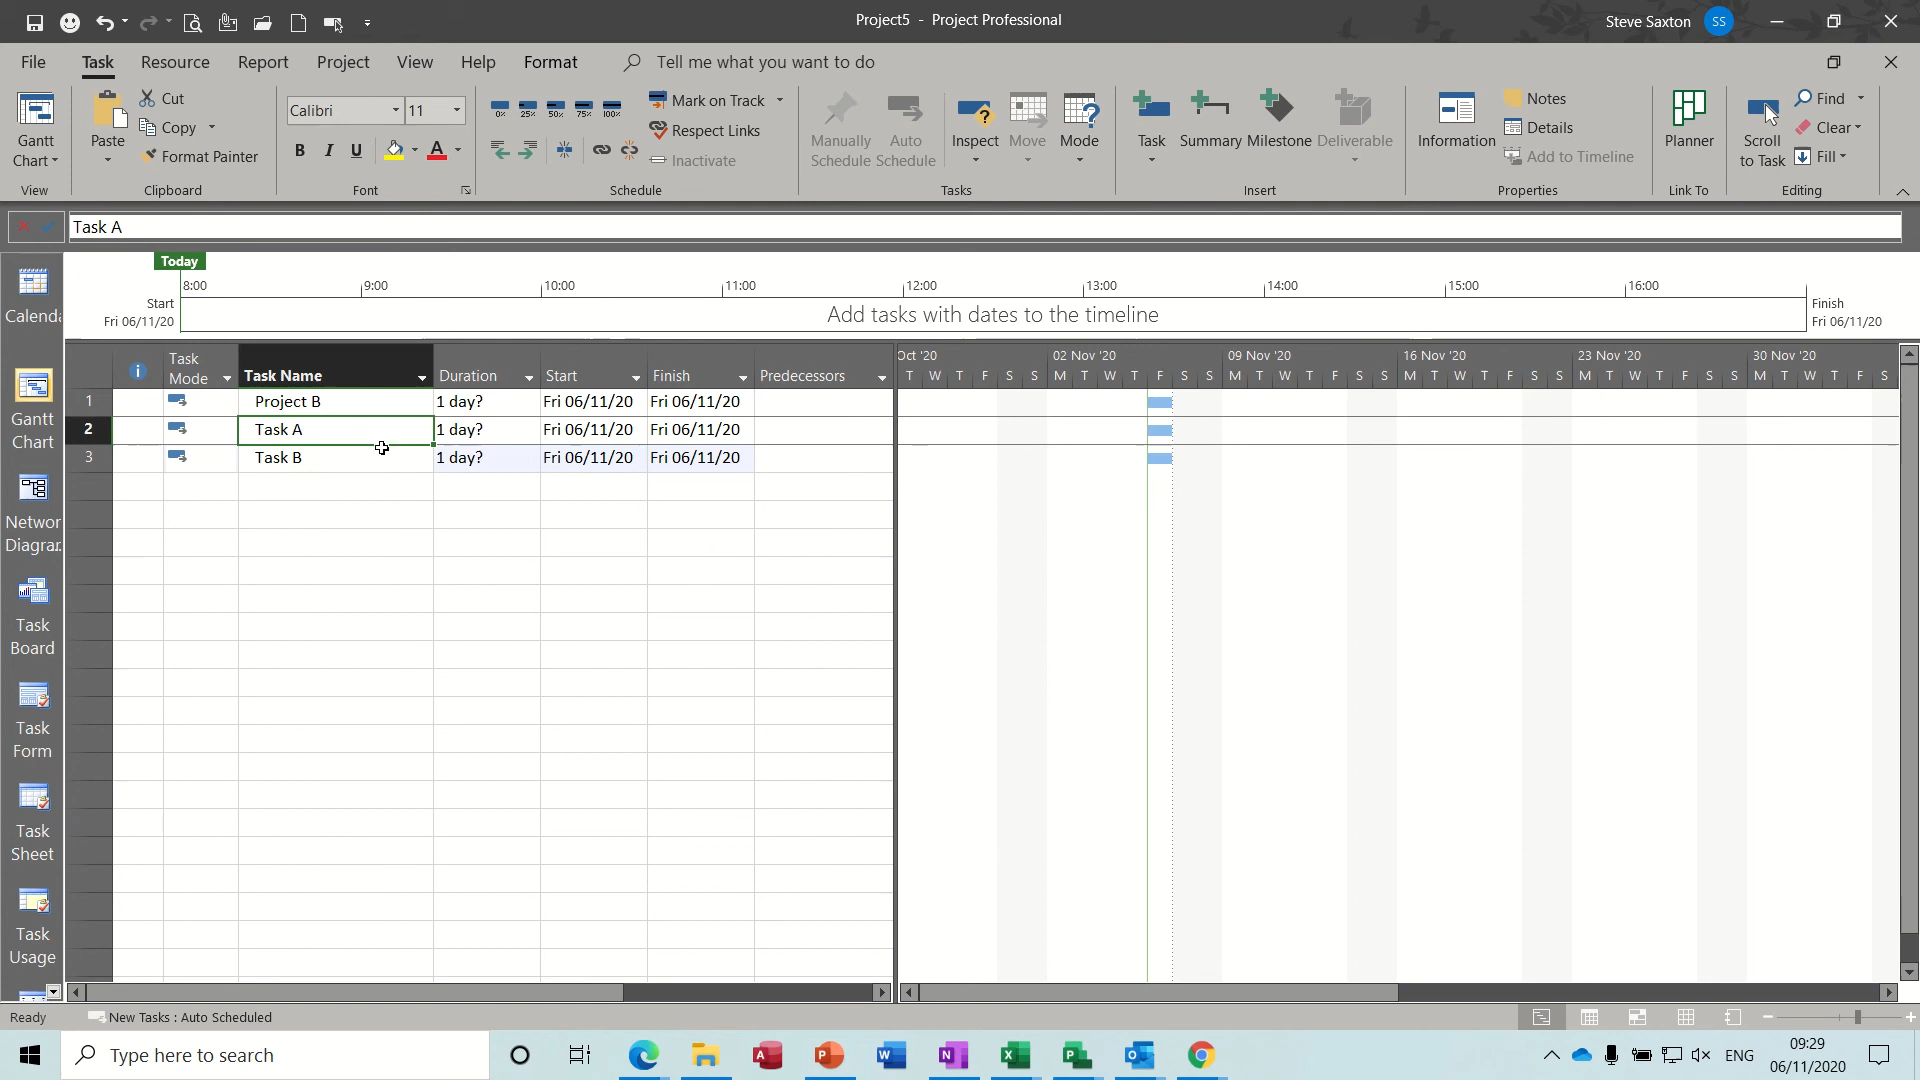 Project5 - Project Professional
Steve Saxton SS
File Task Resource Report Project View Help Format Tell me what you want to do
Gantt Chart
View
Paste
Cut
Copy
Format Painter
Clipboard
Calibri 11
B I U A
Font
0% 25% 50% 75% 100%
Mark on Track
Respect Links
Inactivate
Schedule
Manually Schedule
Auto Schedule
Inspect
Move
Mode
Tasks
Task
Summary
Milestone
Deliverable
Insert
Information
Notes
Details
Add to Timeline
Properties
Planner
Link To
Scroll to Task
Find
Clear
Fill
Editing
Task A
Today
8:00 9:00 10:00 11:00 12:00 13:00 14:00 15:00 16:00
Start
Fri 06/11/20
Add tasks with dates to the timeline
Finish
Fri 06/11/20
Calenda
Gantt
Chart
Networ
Diagrar
Task
Board
Task
Form
Task
Sheet
Task
Usage
Task Mode Task Name Duration Start Finish Predecessors
1 Project B 1 day? Fri 06/11/20 Fri 06/11/20
2 Task A 1 day? Fri 06/11/20 Fri 06/11/20
3 Task B 1 day? Fri 06/11/20 Fri 06/11/20
Oct '20 02 Nov '20 09 Nov '20 16 Nov '20 23 Nov '20 30 Nov '20
T W T F S S M T W T F S S M T W T F S S M T W T F S S M T W T F S S M T W T F S
Ready New Tasks : Auto Scheduled
Type here to search
ENG
09:29
06/11/2020